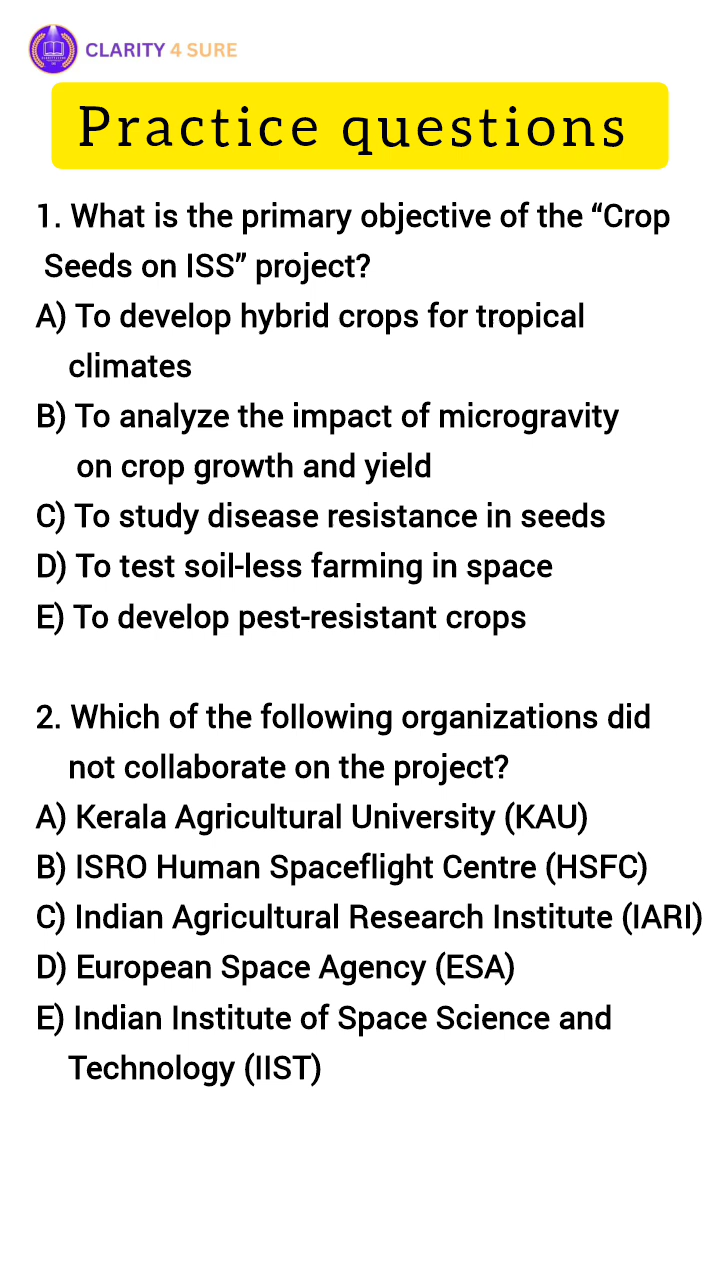 CLARITY 4 SURE
Practice questions
1. What is the primary objective of the “Crop
Seeds on ISS” project?
A) To develop hybrid crops for tropical
climates
B) To analyze the impact of microgravity
on crop growth and yield
C) To study disease resistance in seeds
D) To test soil-less farming in space
E) To develop pest-resistant crops
2. Which of the following organizations did
not collaborate on the project?
A) Kerala Agricultural University (KAU)
B) ISRO Human Spaceflight Centre (HSFC)
C) Indian Agricultural Research Institute (IARI)
D) European Space Agency (ESA)
E) Indian Institute of Space Science and
Technology (IIST)